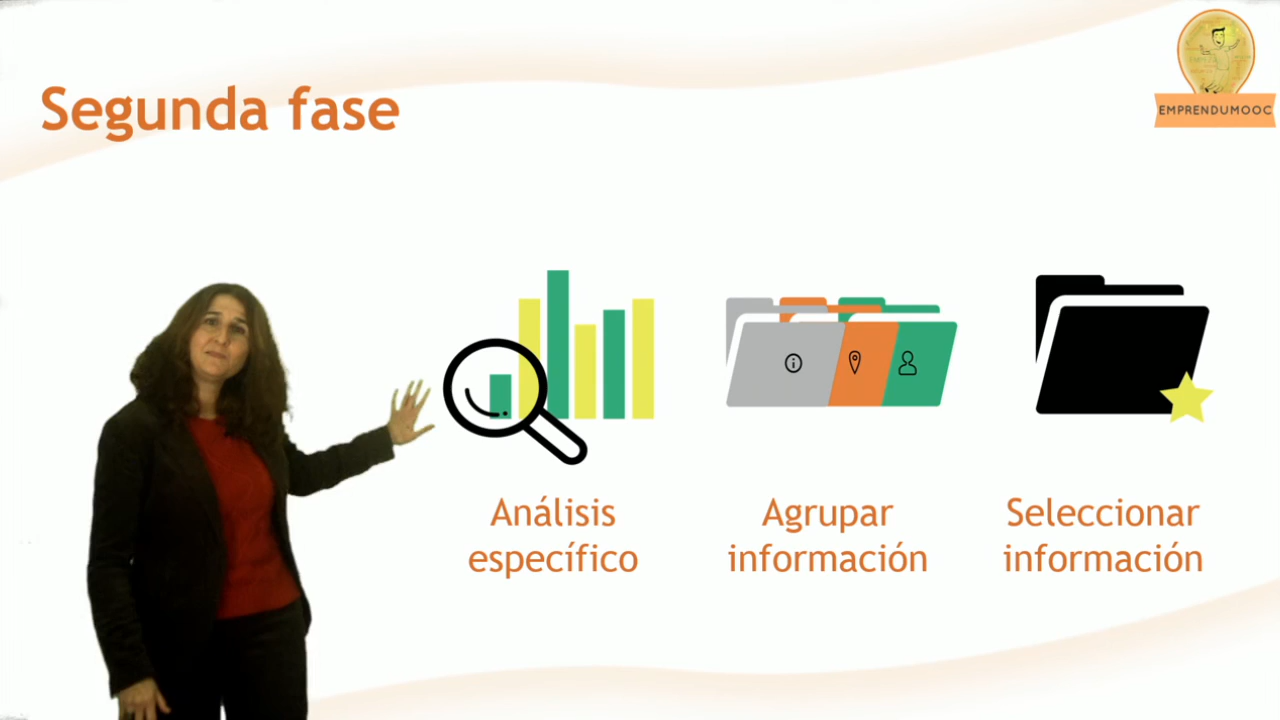 Segunda fase
EMPRENDUMOOC
Análisis
específico
Agrupar
información
Seleccionar
información